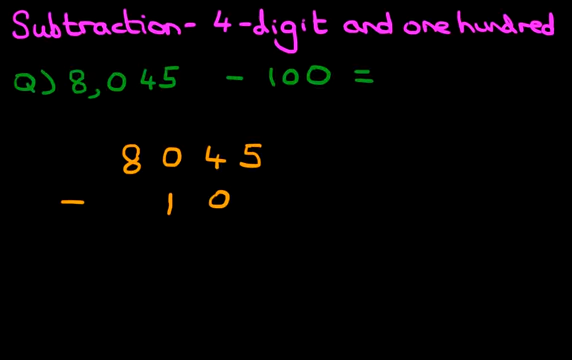 Subtraction - 4-digit and one hundred
Q) 8,045 - 100 =
8 0 4 5
- 1 0